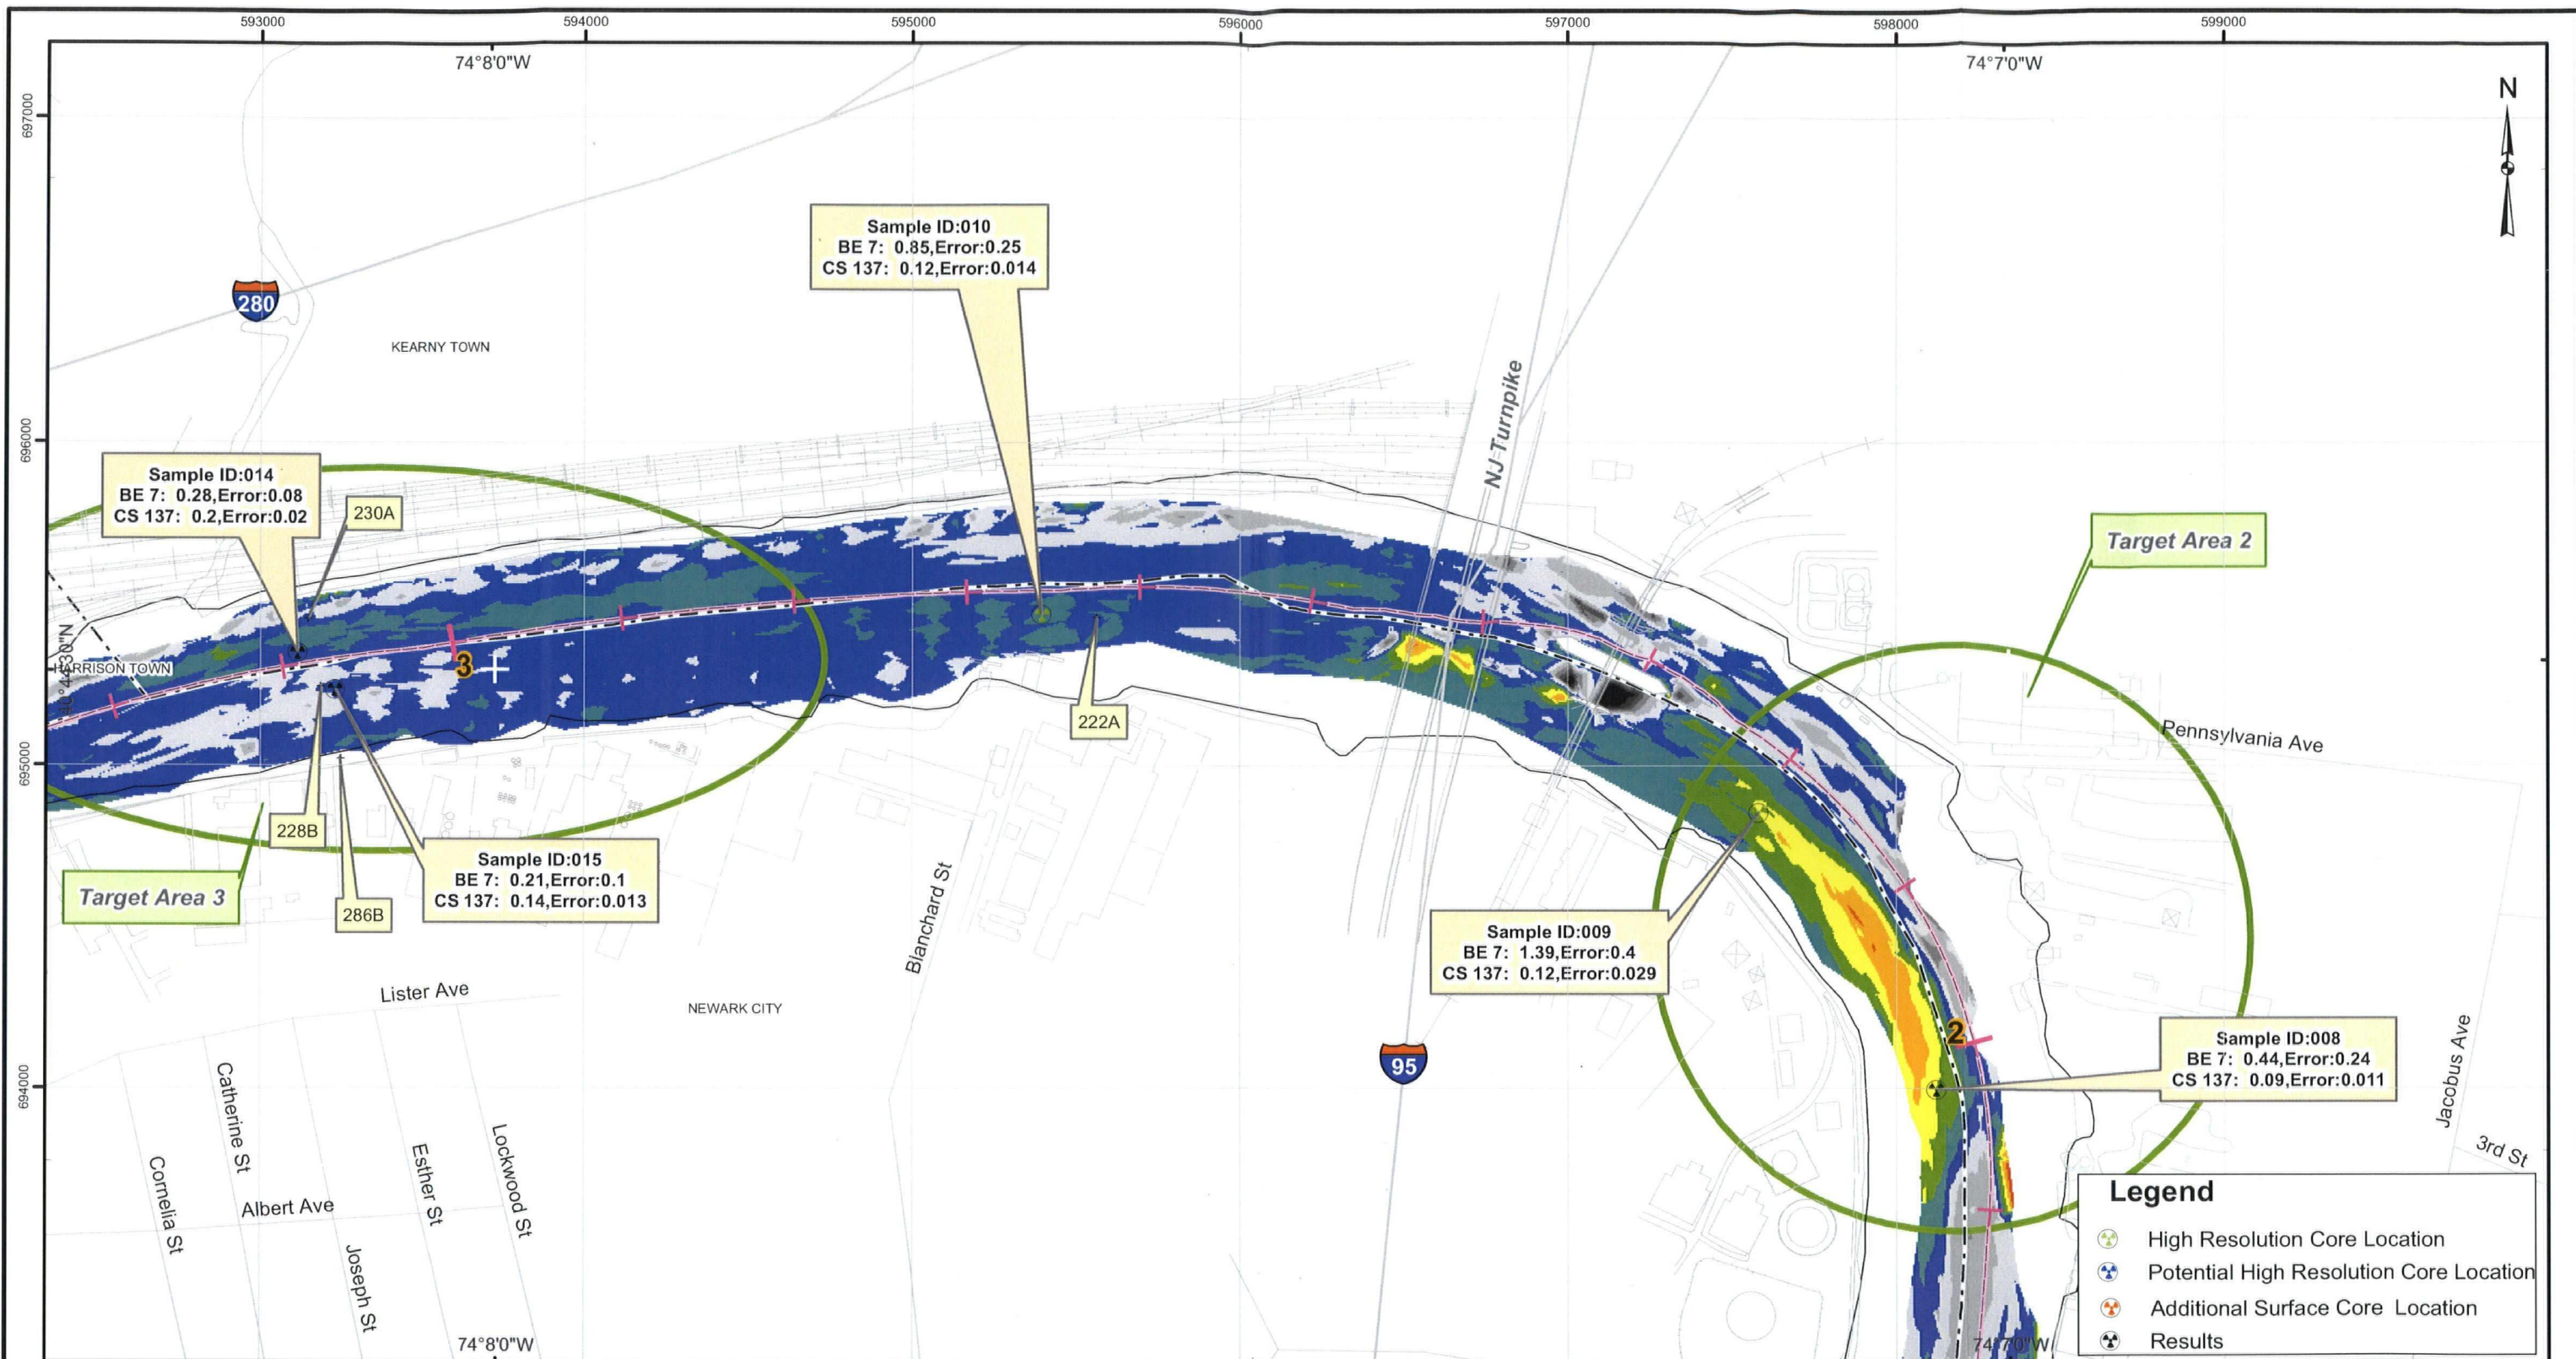 593000
594000
595000
596000
597000
598000
599000
74°8'0"W
74°7'0"W
N
697000
696000
695000
694000
280
KEARNY TOWN
Sample ID:010
BE 7: 0.85,Error:0.25
CS 137: 0.12,Error:0.014
NJ Turnpike
Sample ID:014
BE 7: 0.28,Error:0.08
CS 137: 0.2,Error:0.02
230A
Target Area 2
HARRISON TOWN
3
222A
Pennsylvania Ave
228B
Sample ID:015
BE 7: 0.21,Error:0.1
CS 137: 0.14,Error:0.013
Target Area 3
286B
Blanchard St
Sample ID:009
BE 7: 1.39,Error:0.4
CS 137: 0.12,Error:0.029
Lister Ave
NEWARK CITY
95
2
Sample ID:008
BE 7: 0.44,Error:0.24
CS 137: 0.09,Error:0.011
Jacobus Ave
3rd St
Catherine St
Cornelia St
Albert Ave
Esther St
Lockwood St
Joseph St
74°8'0"W
74°7'0"W
Legend
High Resolution Core Location
Potential High Resolution Core Location
Additional Surface Core Location
Results